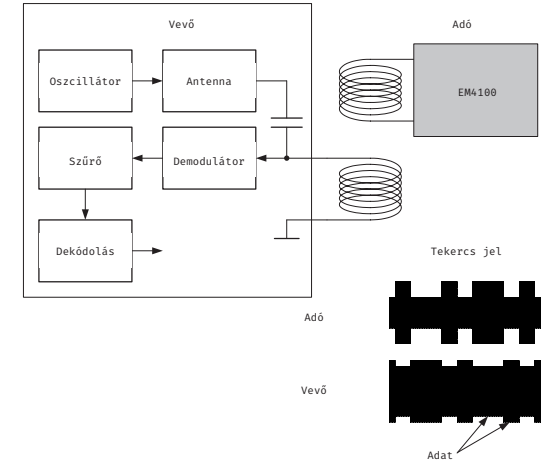 Vevő
Adó
Oszcillátor
Antenna
EM4100
Szűrő
Demodulátor
Dekódolás
Tekercs jel
Adó
Vevő
Adat